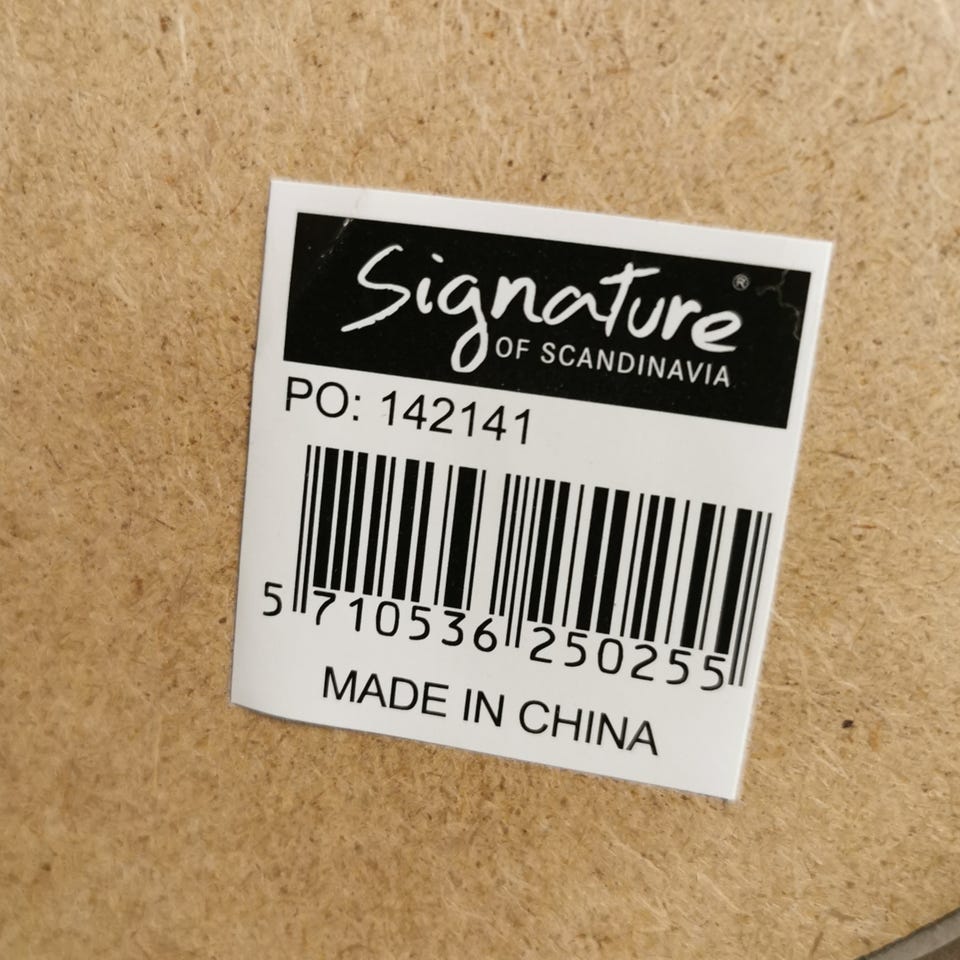 Signature®
OF SCANDINAVIA
PO: 142141
5 710536 250255
MADE IN CHINA